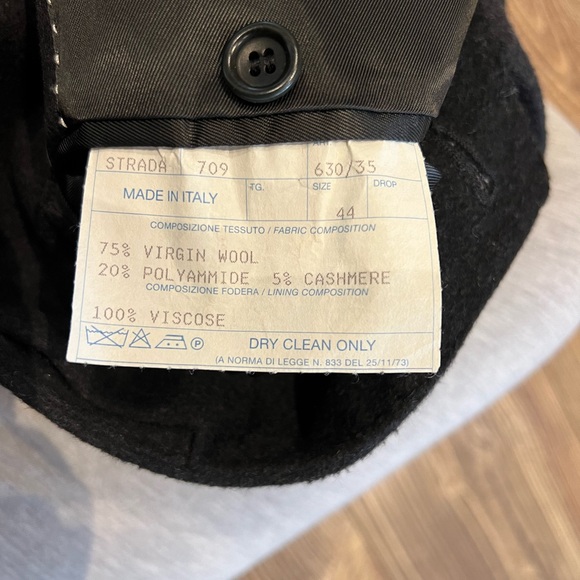 STRADA 709 630/35
MADE IN ITALY TG. SIZE DROP
44
COMPOSIZIONE TESSUTO / FABRIC COMPOSITION
75% VIRGIN WOOL
20% POLYAMMIDE 5% CASHMERE
COMPOSIZIONE FODERA / LINING COMPOSITION
100% VISCOSE
P DRY CLEAN ONLY
(A NORMA DI LEGGE N. 833 DEL 25/11/73)